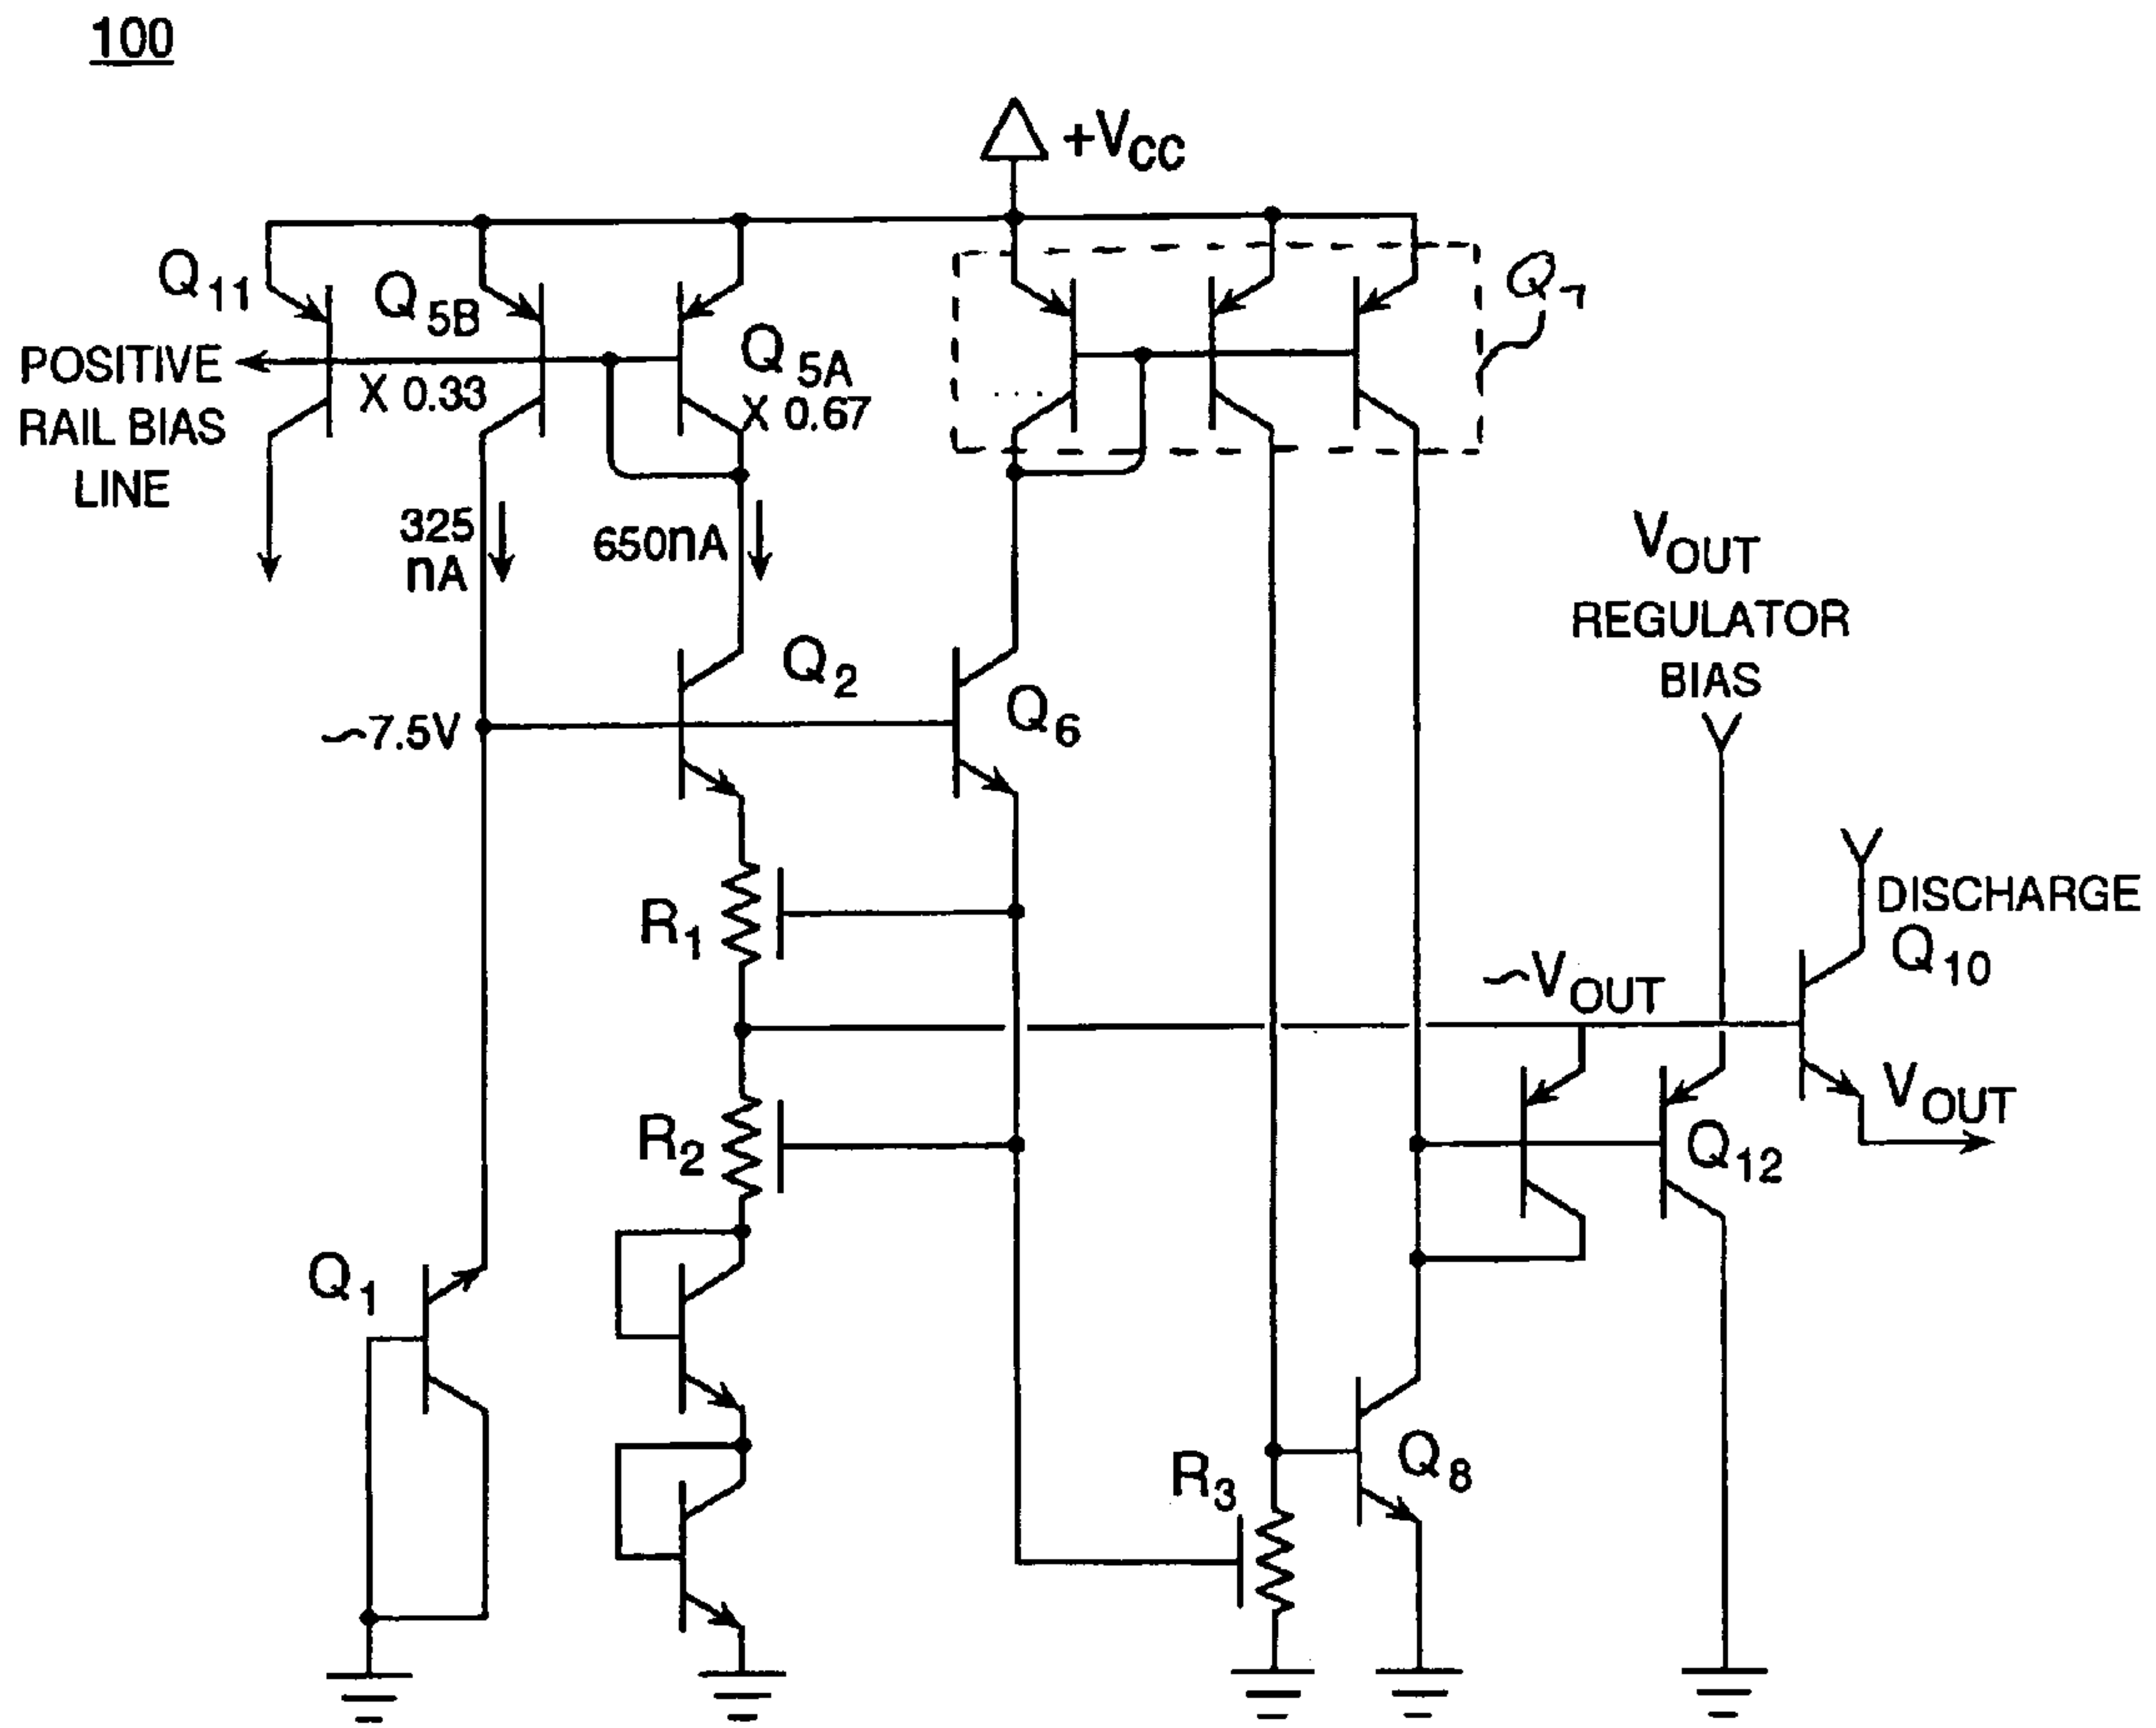 100
+VCC
Q11
Q5B
X 0.33
Q5A
X 0.67
Q7
POSITIVE
RAIL BIAS
LINE
325
nA
650nA
VOUT
REGULATOR
BIAS
Q2
Q6
~7.5V
DISCHARGE
Q10
R1
~VOUT
VOUT
R2
Q12
Q1
R3
Q8